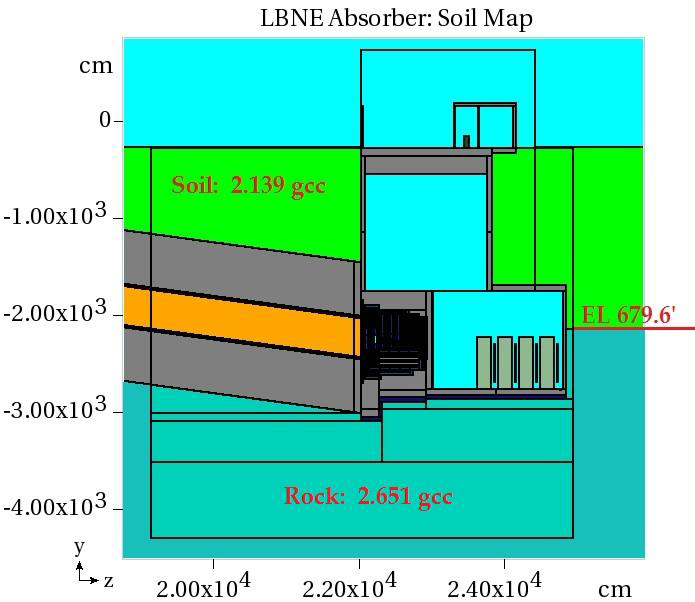 LBNE Absorber: Soil Map
cm
0
Soil: 2.139 gcc
-1.00x10³
-2.00x10³
EL 679.6'
-3.00x10³
Rock: 2.651 gcc
-4.00x10³
y
z
2.00x10⁴ 2.20x10⁴ 2.40x10⁴ cm